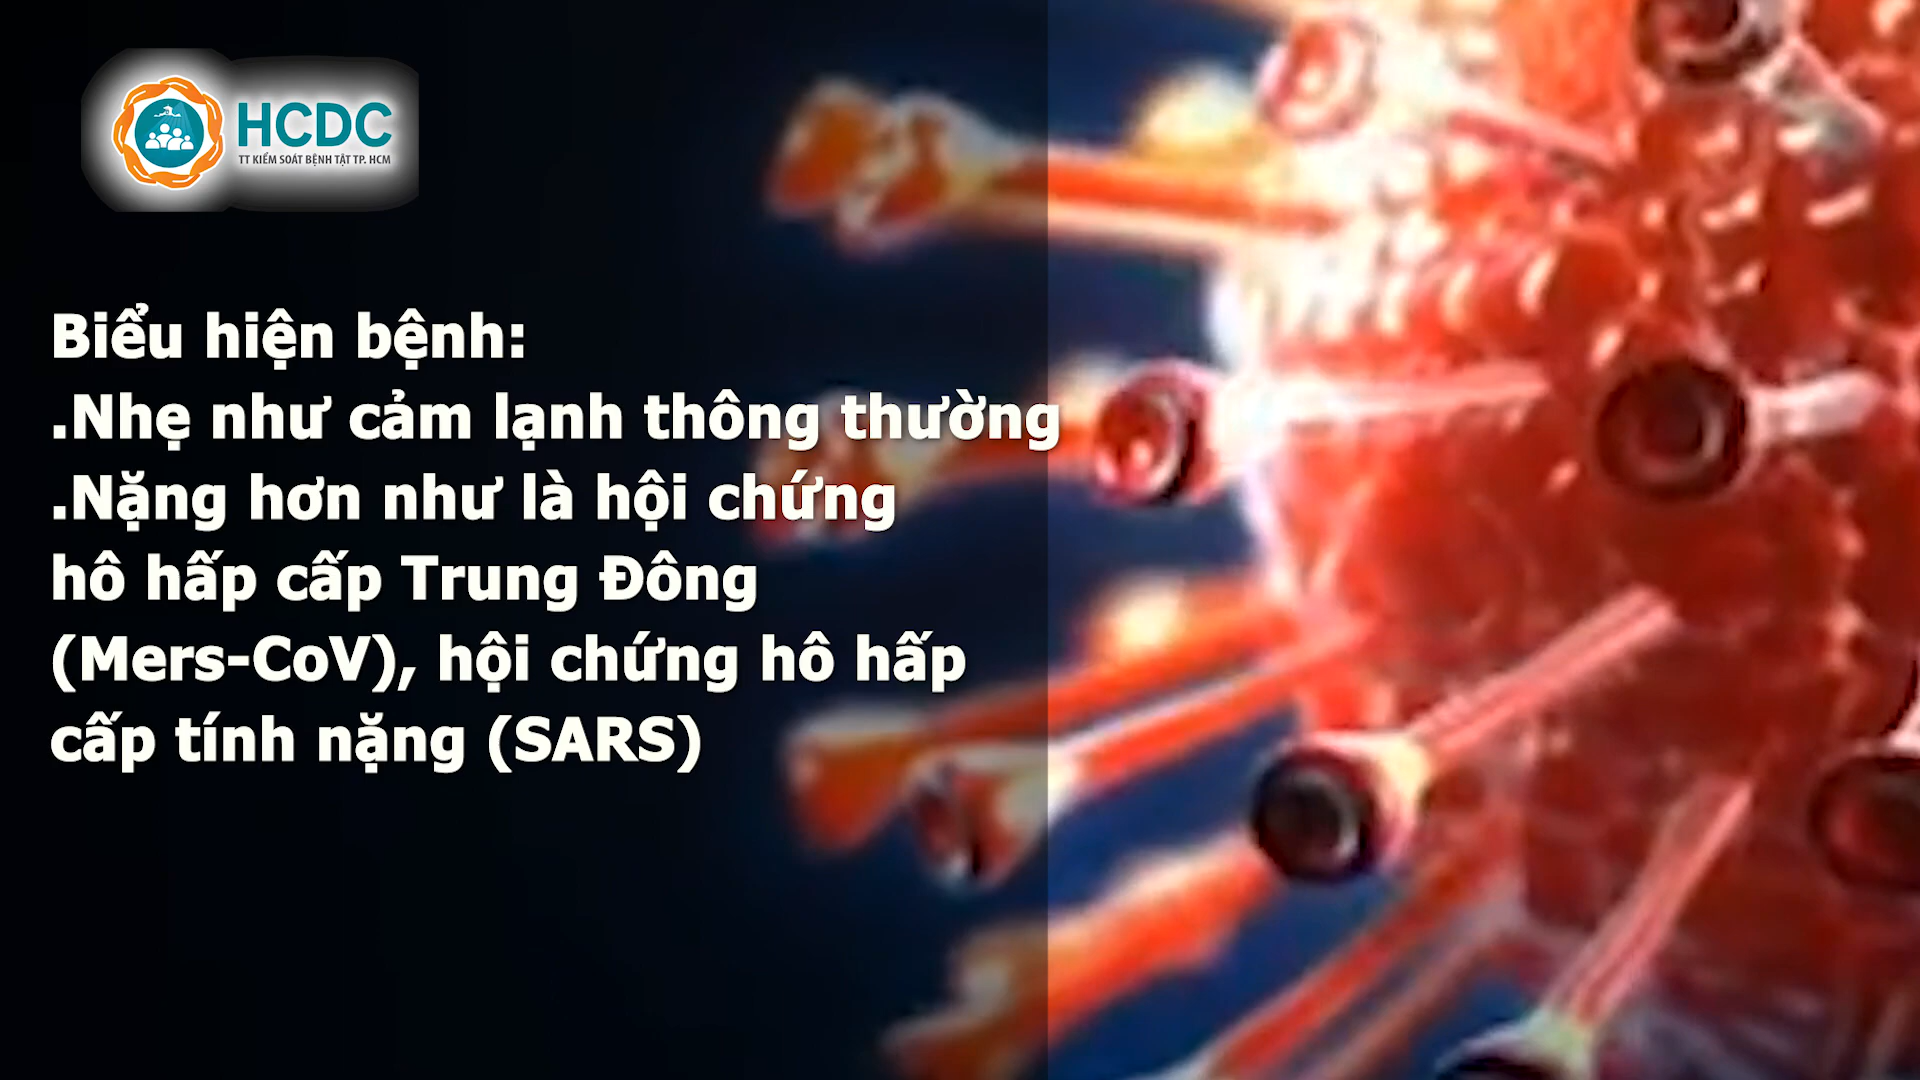 HCDC
TT KIỂM SOÁT BỆNH TẬT TP. HCM
Biểu hiện bệnh:
.Nhẹ như cảm lạnh thông thường
.Nặng hơn như là hội chứng
hô hấp cấp Trung Đông
(Mers-CoV), hội chứng hô hấp
cấp tính nặng (SARS)